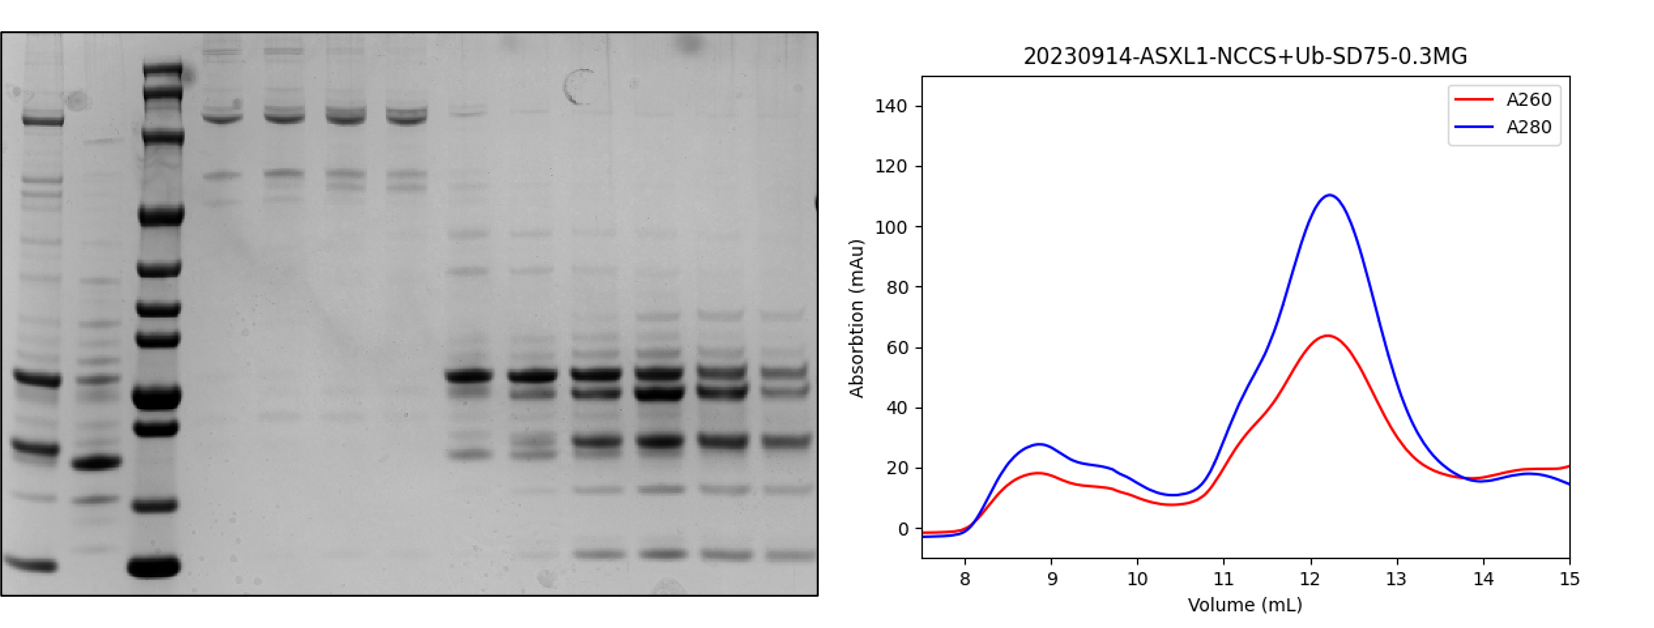 20230914-ASXL1-NCCS+Ub-SD75-0.3MG
A260
A280
140
120
100
80
60
40
20
0
Absorbtion (mAu)
8 9 10 11 12 13 14 15
Volume (mL)